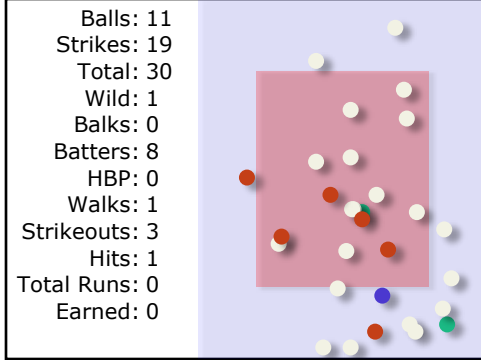 Balls: 11
Strikes: 19
Total: 30
Wild: 1
Balks: 0
Batters: 8
HBP: 0
Walks: 1
Strikeouts: 3
Hits: 1
Total Runs: 0
Earned: 0